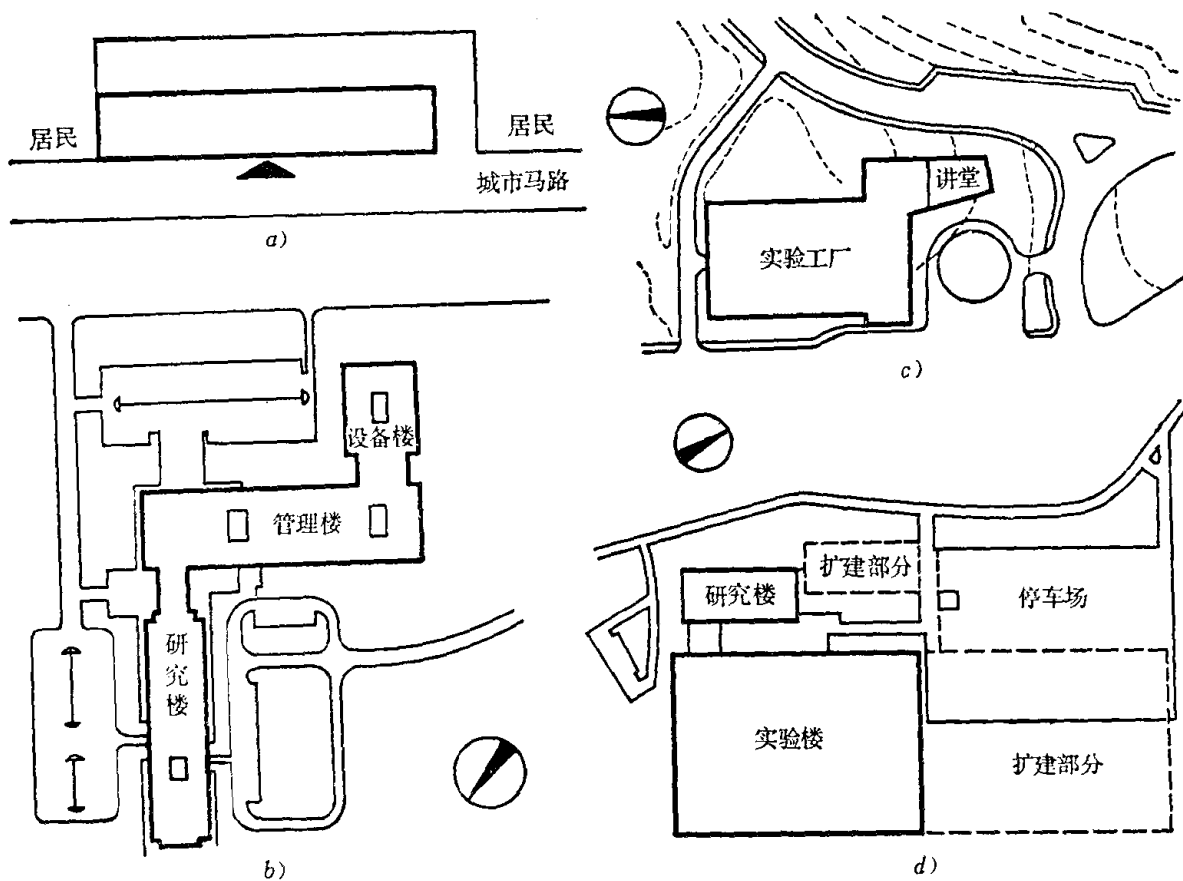 居民
居民
城市马路
a)
设备楼
管理楼
研究楼
b)
讲堂
实验工厂
c)
扩建部分
研究楼
停车场
实验楼
扩建部分
d)